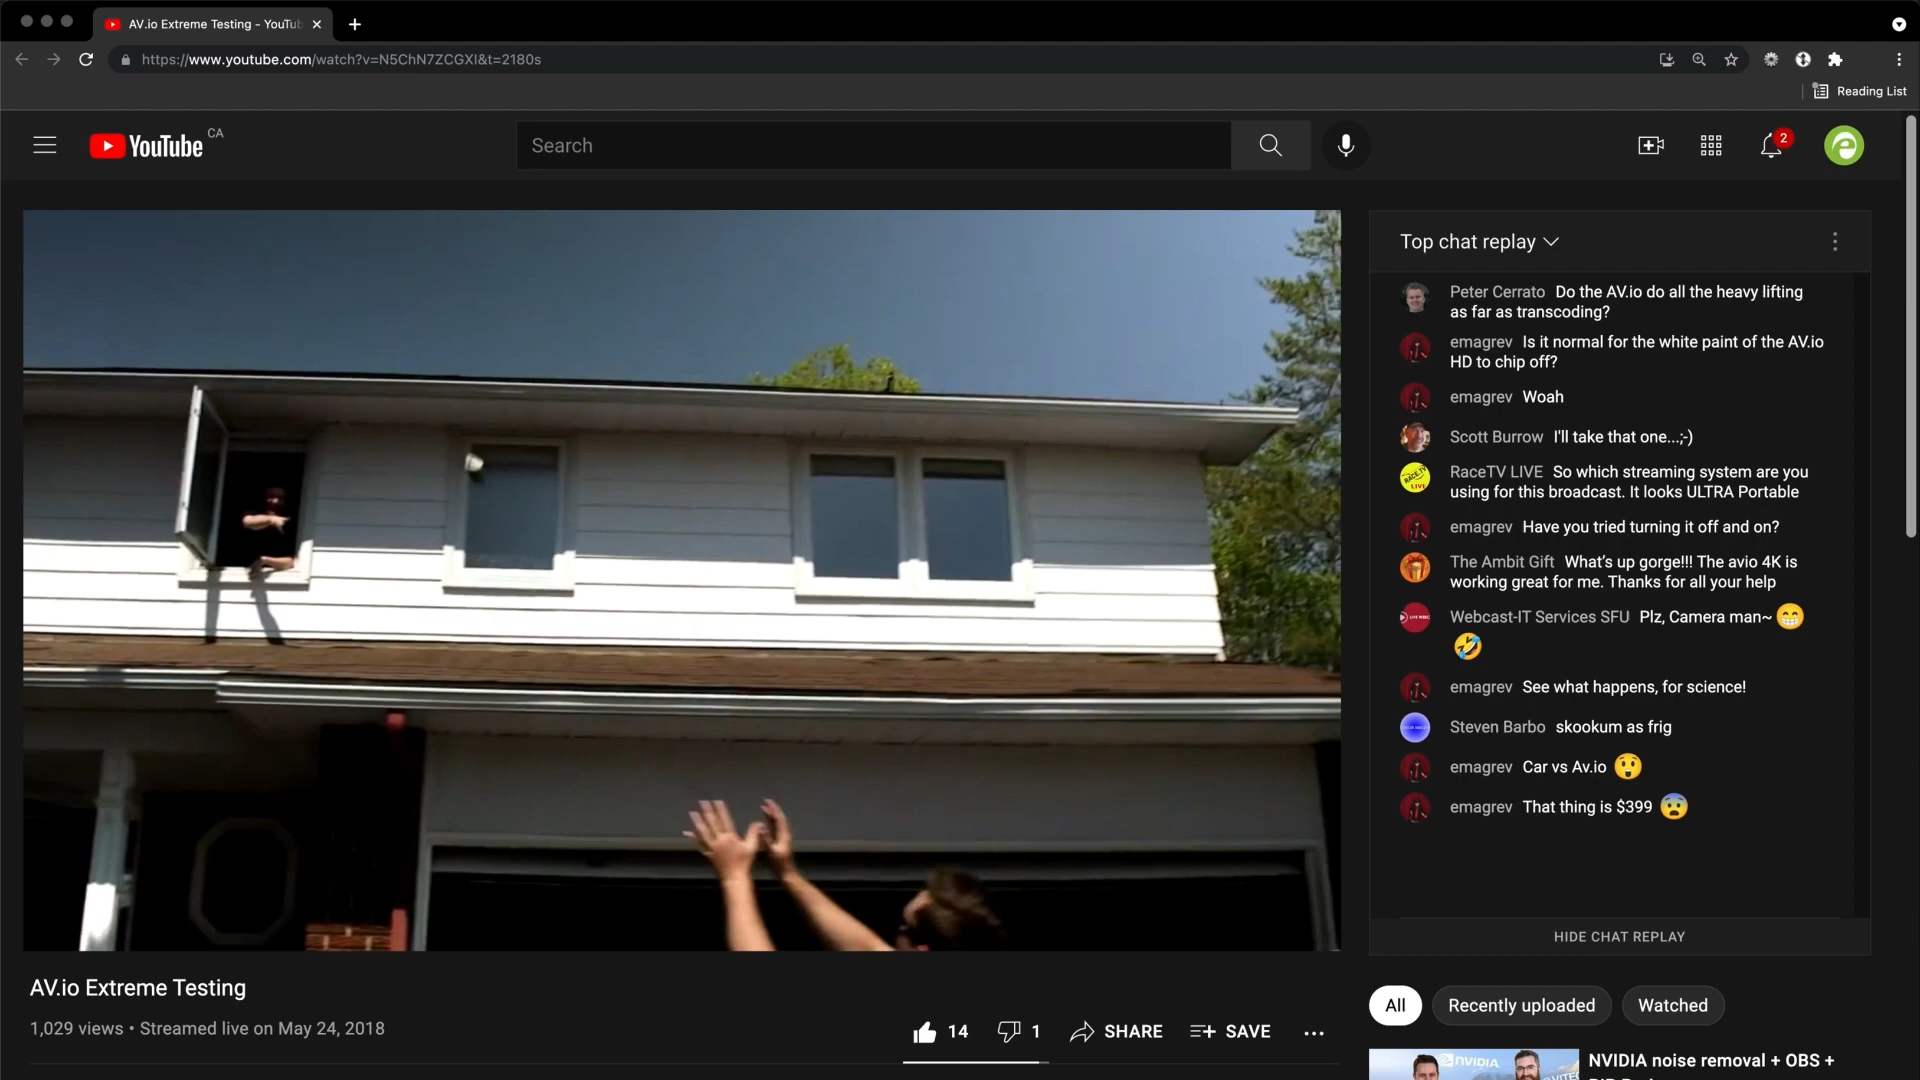 AV.io Extreme Testing - YouTub
https://www.youtube.com/watch?v=N5ChN7ZCGXI&t=2180s
Reading List
YouTube CA
Search
2
Top chat replay
Peter Cerrato Do the AV.io do all the heavy lifting
as far as transcoding?
emagrev Is it normal for the white paint of the AV.io
HD to chip off?
emagrev Woah
Scott Burrow I'll take that one...;-)
RaceTV LIVE So which streaming system are you
using for this broadcast. It looks ULTRA Portable
emagrev Have you tried turning it off and on?
The Ambit Gift What’s up gorge!!! The avio 4K is
working great for me. Thanks for all your help
Webcast-IT Services SFU Plz, Camera man~ 😁
🤣
emagrev See what happens, for science!
Steven Barbo skookum as frig
emagrev Car vs Av.io 😲
emagrev That thing is $399 😨
HIDE CHAT REPLAY
AV.io Extreme Testing
1,029 views • Streamed live on May 24, 2018
14 1 SHARE SAVE
All Recently uploaded Watched
NVIDIA
NVIDIA noise removal + OBS +